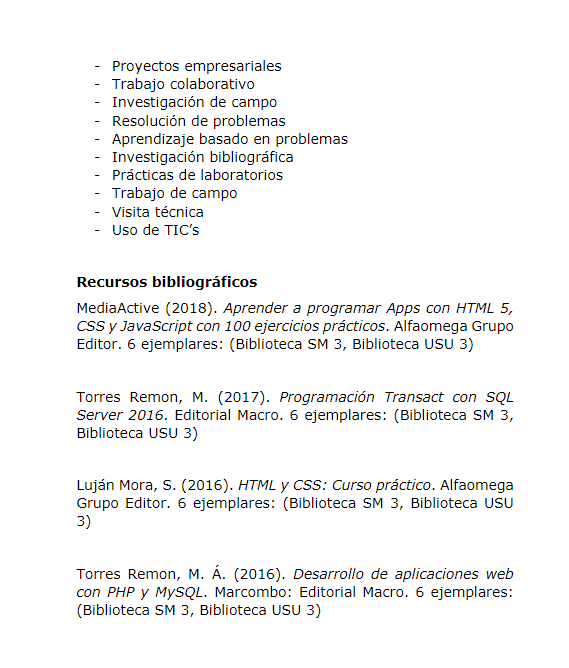 - Proyectos empresariales
- Trabajo colaborativo
- Investigación de campo
- Resolución de problemas
- Aprendizaje basado en problemas
- Investigación bibliográfica
- Prácticas de laboratorios
- Trabajo de campo
- Visita técnica
- Uso de TIC’s
Recursos bibliográficos
MediaActive (2018). Aprender a programar Apps con HTML 5,
CSS y JavaScript con 100 ejercicios prácticos. Alfaomega Grupo
Editor. 6 ejemplares: (Biblioteca SM 3, Biblioteca USU 3)
Torres Remon, M. (2017). Programación Transact con SQL
Server 2016. Editorial Macro. 6 ejemplares: (Biblioteca SM 3,
Biblioteca USU 3)
Luján Mora, S. (2016). HTML y CSS: Curso práctico. Alfaomega
Grupo Editor. 6 ejemplares: (Biblioteca SM 3, Biblioteca USU
3)
Torres Remon, M. Á. (2016). Desarrollo de aplicaciones web
con PHP y MySQL. Marcombo: Editorial Macro. 6 ejemplares:
(Biblioteca SM 3, Biblioteca USU 3)